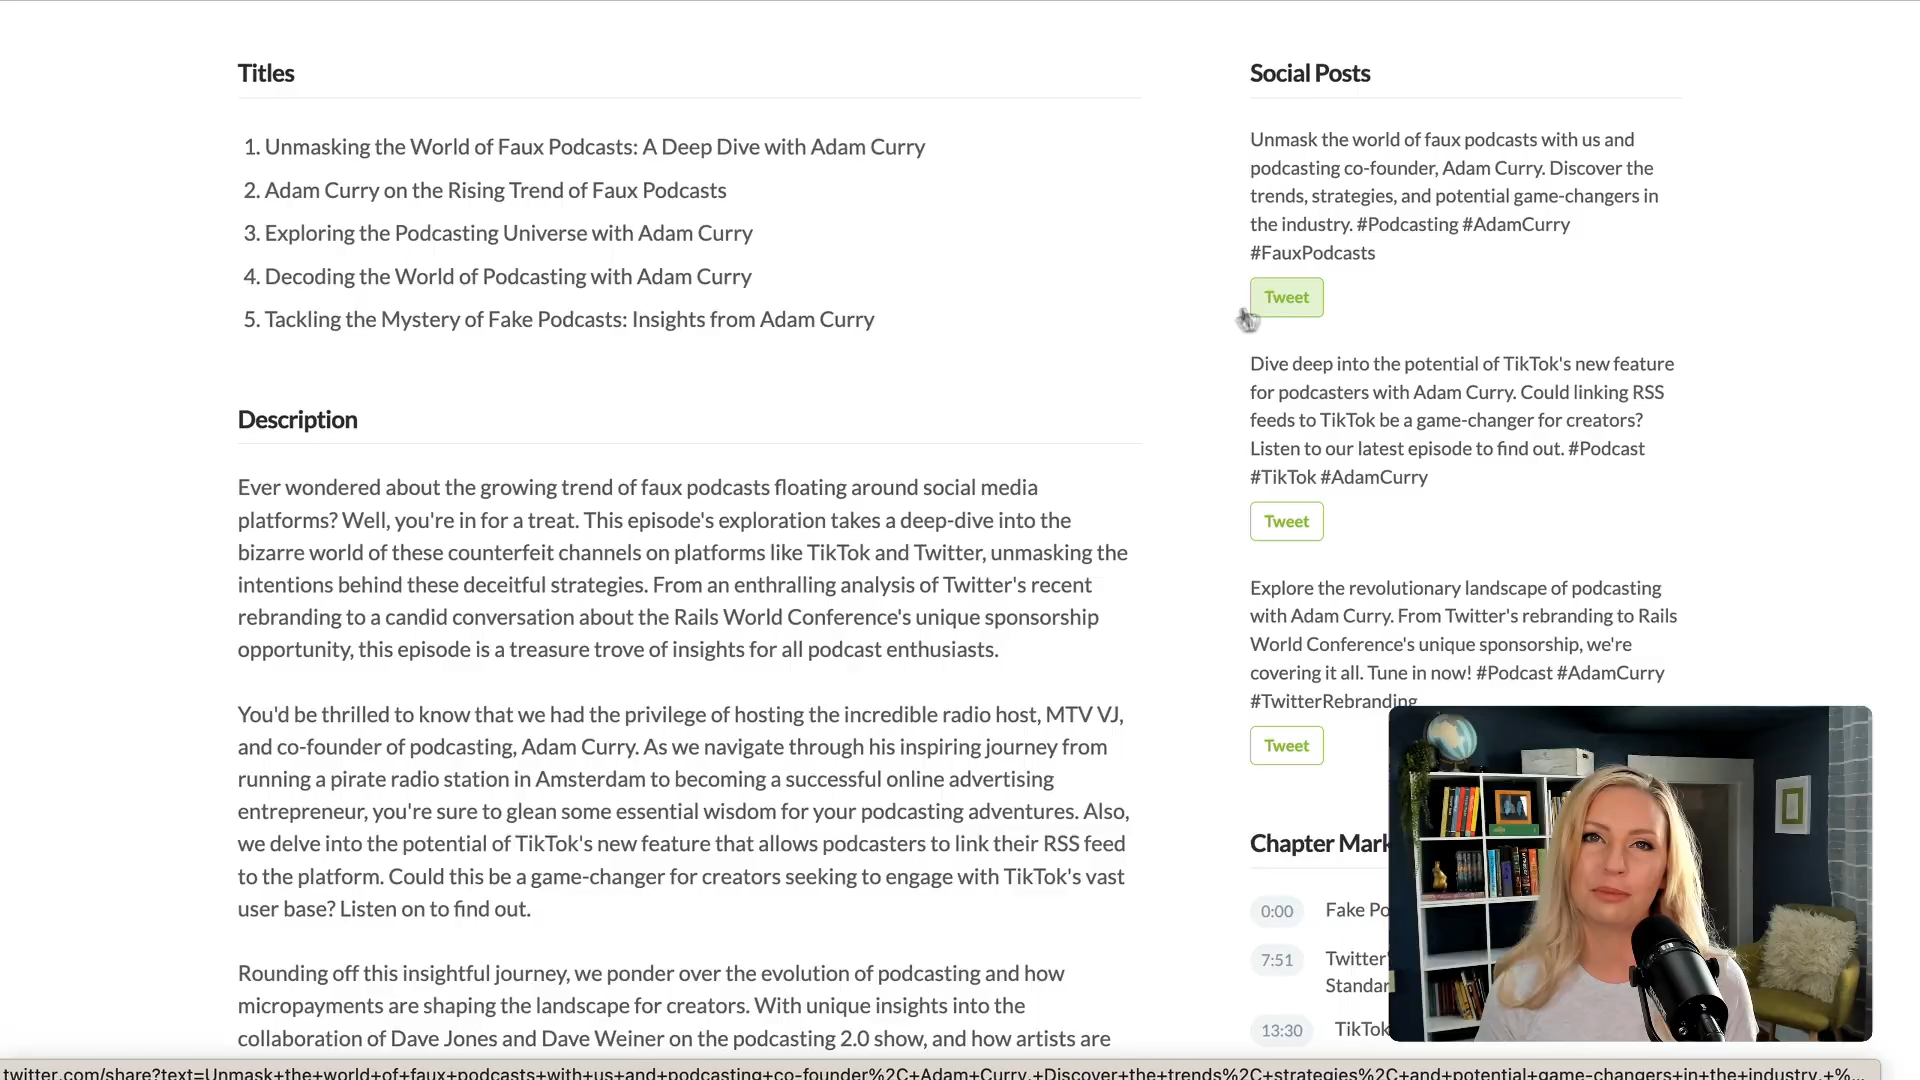 Titles
1. Unmasking the World of Faux Podcasts: A Deep Dive with Adam Curry
2. Adam Curry on the Rising Trend of Faux Podcasts
3. Exploring the Podcasting Universe with Adam Curry
4. Decoding the World of Podcasting with Adam Curry
5. Tackling the Mystery of Fake Podcasts: Insights from Adam Curry
Description
Ever wondered about the growing trend of faux podcasts floating around social media
platforms? Well, you're in for a treat. This episode's exploration takes a deep-dive into the
bizarre world of these counterfeit channels on platforms like TikTok and Twitter, unmasking the
intentions behind these deceitful strategies. From an enthralling analysis of Twitter's recent
rebranding to a candid conversation about the Rails World Conference's unique sponsorship
opportunity, this episode is a treasure trove of insights for all podcast enthusiasts.
You'd be thrilled to know that we had the privilege of hosting the incredible radio host, MTV VJ,
and co-founder of podcasting, Adam Curry. As we navigate through his inspiring journey from
running a pirate radio station in Amsterdam to becoming a successful online advertising
entrepreneur, you're sure to glean some essential wisdom for your podcasting adventures. Also,
we delve into the potential of TikTok's new feature that allows podcasters to link their RSS feed
to the platform. Could this be a game-changer for creators seeking to engage with TikTok's vast
user base? Listen on to find out.
Rounding off this insightful journey, we ponder over the evolution of podcasting and how
micropayments are shaping the landscape for creators. With unique insights into the
collaboration of Dave Jones and Dave Weiner on the podcasting 2.0 show, and how artists are
Social Posts
Unmask the world of faux podcasts with us and
podcasting co-founder, Adam Curry. Discover the
trends, strategies, and potential game-changers in
the industry. #Podcasting #AdamCurry
#FauxPodcasts
Tweet
Dive deep into the potential of TikTok's new feature
for podcasters with Adam Curry. Could linking RSS
feeds to TikTok be a game-changer for creators?
Listen to our latest episode to find out. #Podcast
#TikTok #AdamCurry
Tweet
Explore the revolutionary landscape of podcasting
with Adam Curry. From Twitter's rebranding to Rails
World Conference's unique sponsorship, we're
covering it all. Tune in now! #Podcast #AdamCurry
#TwitterRebranding
Tweet
Chapter Mark
0:00 Fake Po
7:51 Twitter'
Standar
13:30 TikTok
twitter.com/share?text=Unmask+the+world+of+faux+podcasts+with+us+and+podcasting+co-founder%2C+Adam+Curry.+Discover+the+trends%2C+strategies%2C+and+potential+game-changers+in+the+industry.+%...